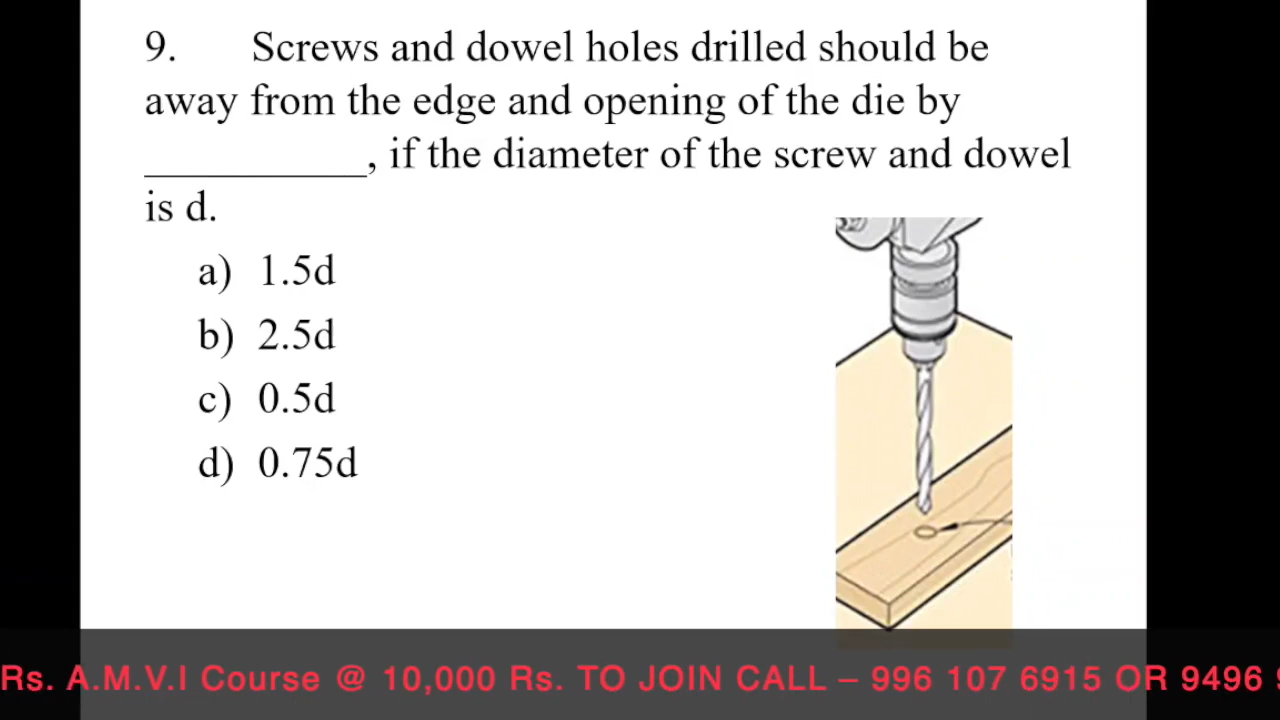 9. Screws and dowel holes drilled should be
away from the edge and opening of the die by
___________, if the diameter of the screw and dowel
is d.
a) 1.5d
b) 2.5d
c) 0.5d
d) 0.75d
Rs. A.M.V.I Course @ 10,000 Rs. TO JOIN CALL – 996 107 6915 OR 9496